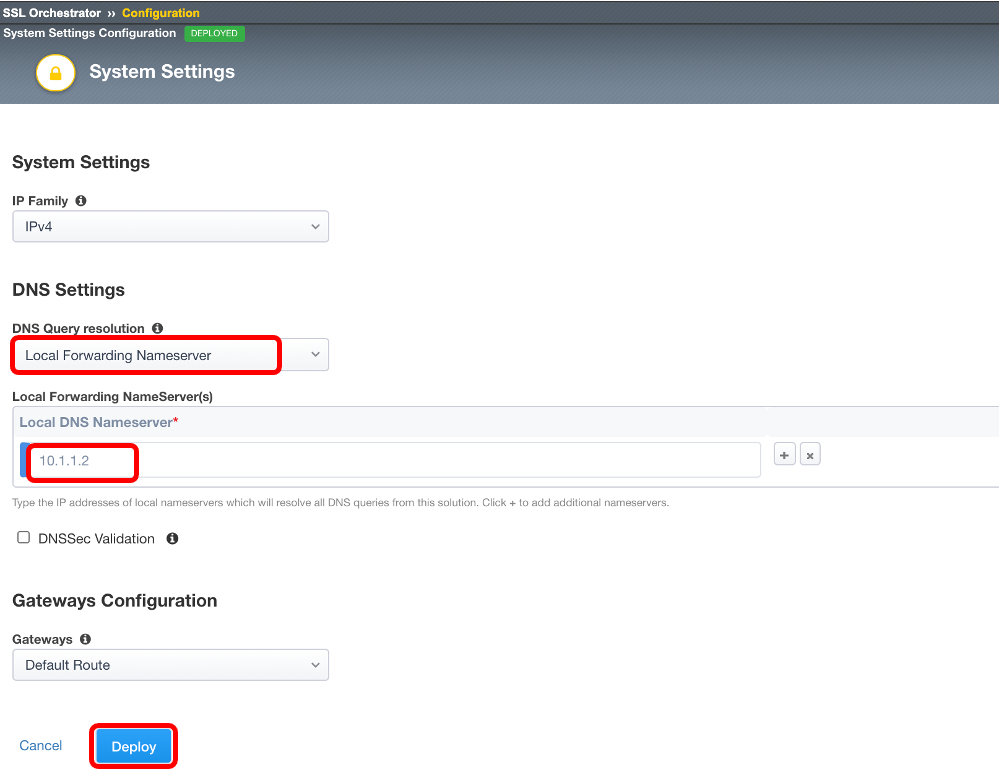 SSL Orchestrator ›› Configuration
System Settings Configuration DEPLOYED
System Settings
System Settings
IP Family
IPv4
DNS Settings
DNS Query resolution
Local Forwarding Nameserver
Local Forwarding NameServer(s)
Local DNS Nameserver*
10.1.1.2
Type the IP addresses of local nameservers which will resolve all DNS queries from this solution. Click + to add additional nameservers.
DNSSec Validation
Gateways Configuration
Gateways
Default Route
Cancel Deploy